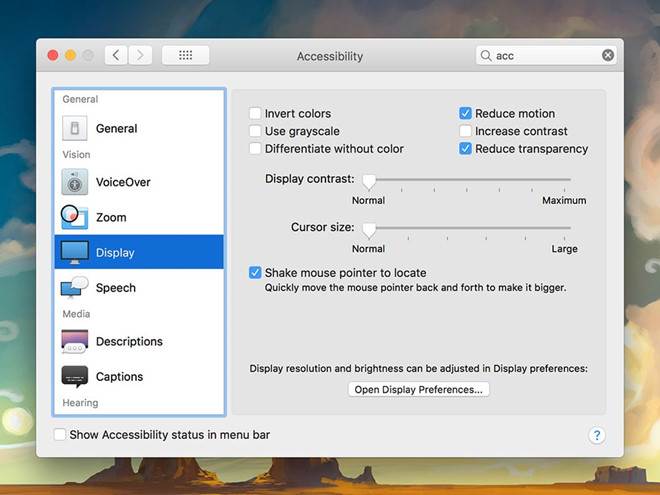 Accessibility
acc
General
General
Vision
VoiceOver
Zoom
Display
Speech
Media
Descriptions
Captions
Hearing
Invert colors
Use grayscale
Differentiate without color
Reduce motion
Increase contrast
Reduce transparency
Display contrast:
Normal
Maximum
Cursor size:
Normal
Large
Shake mouse pointer to locate
Quickly move the mouse pointer back and forth to make it bigger.
Display resolution and brightness can be adjusted in Display preferences:
Open Display Preferences...
Show Accessibility status in menu bar
?